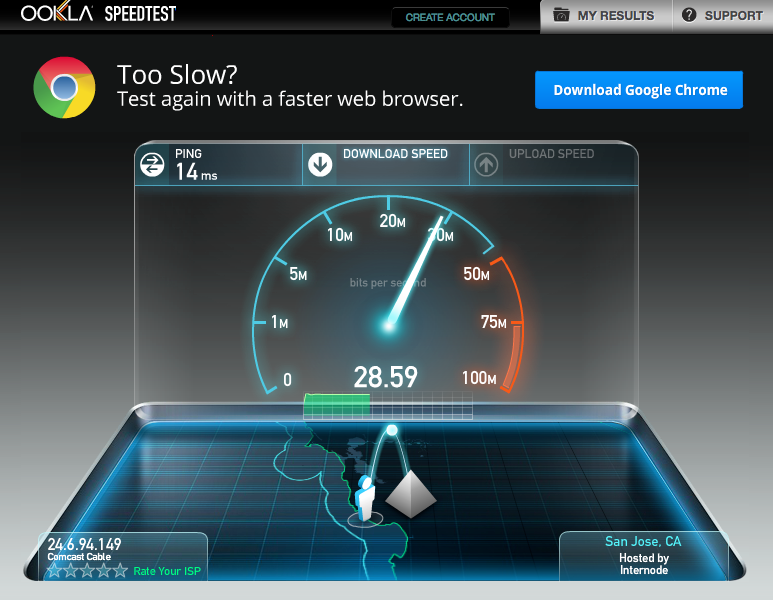 OOKLA SPEEDTEST
CREATE ACCOUNT
MY RESULTS
SUPPORT
Too Slow?
Test again with a faster web browser.
Download Google Chrome
PING
14 ms
DOWNLOAD SPEED
UPLOAD SPEED
20M
10M
30M
5M
50M
bits per second
1M
75M
0
28.59
100M
24.6.94.149
Comcast Cable
Rate Your ISP
San Jose, CA
Hosted by
Internode